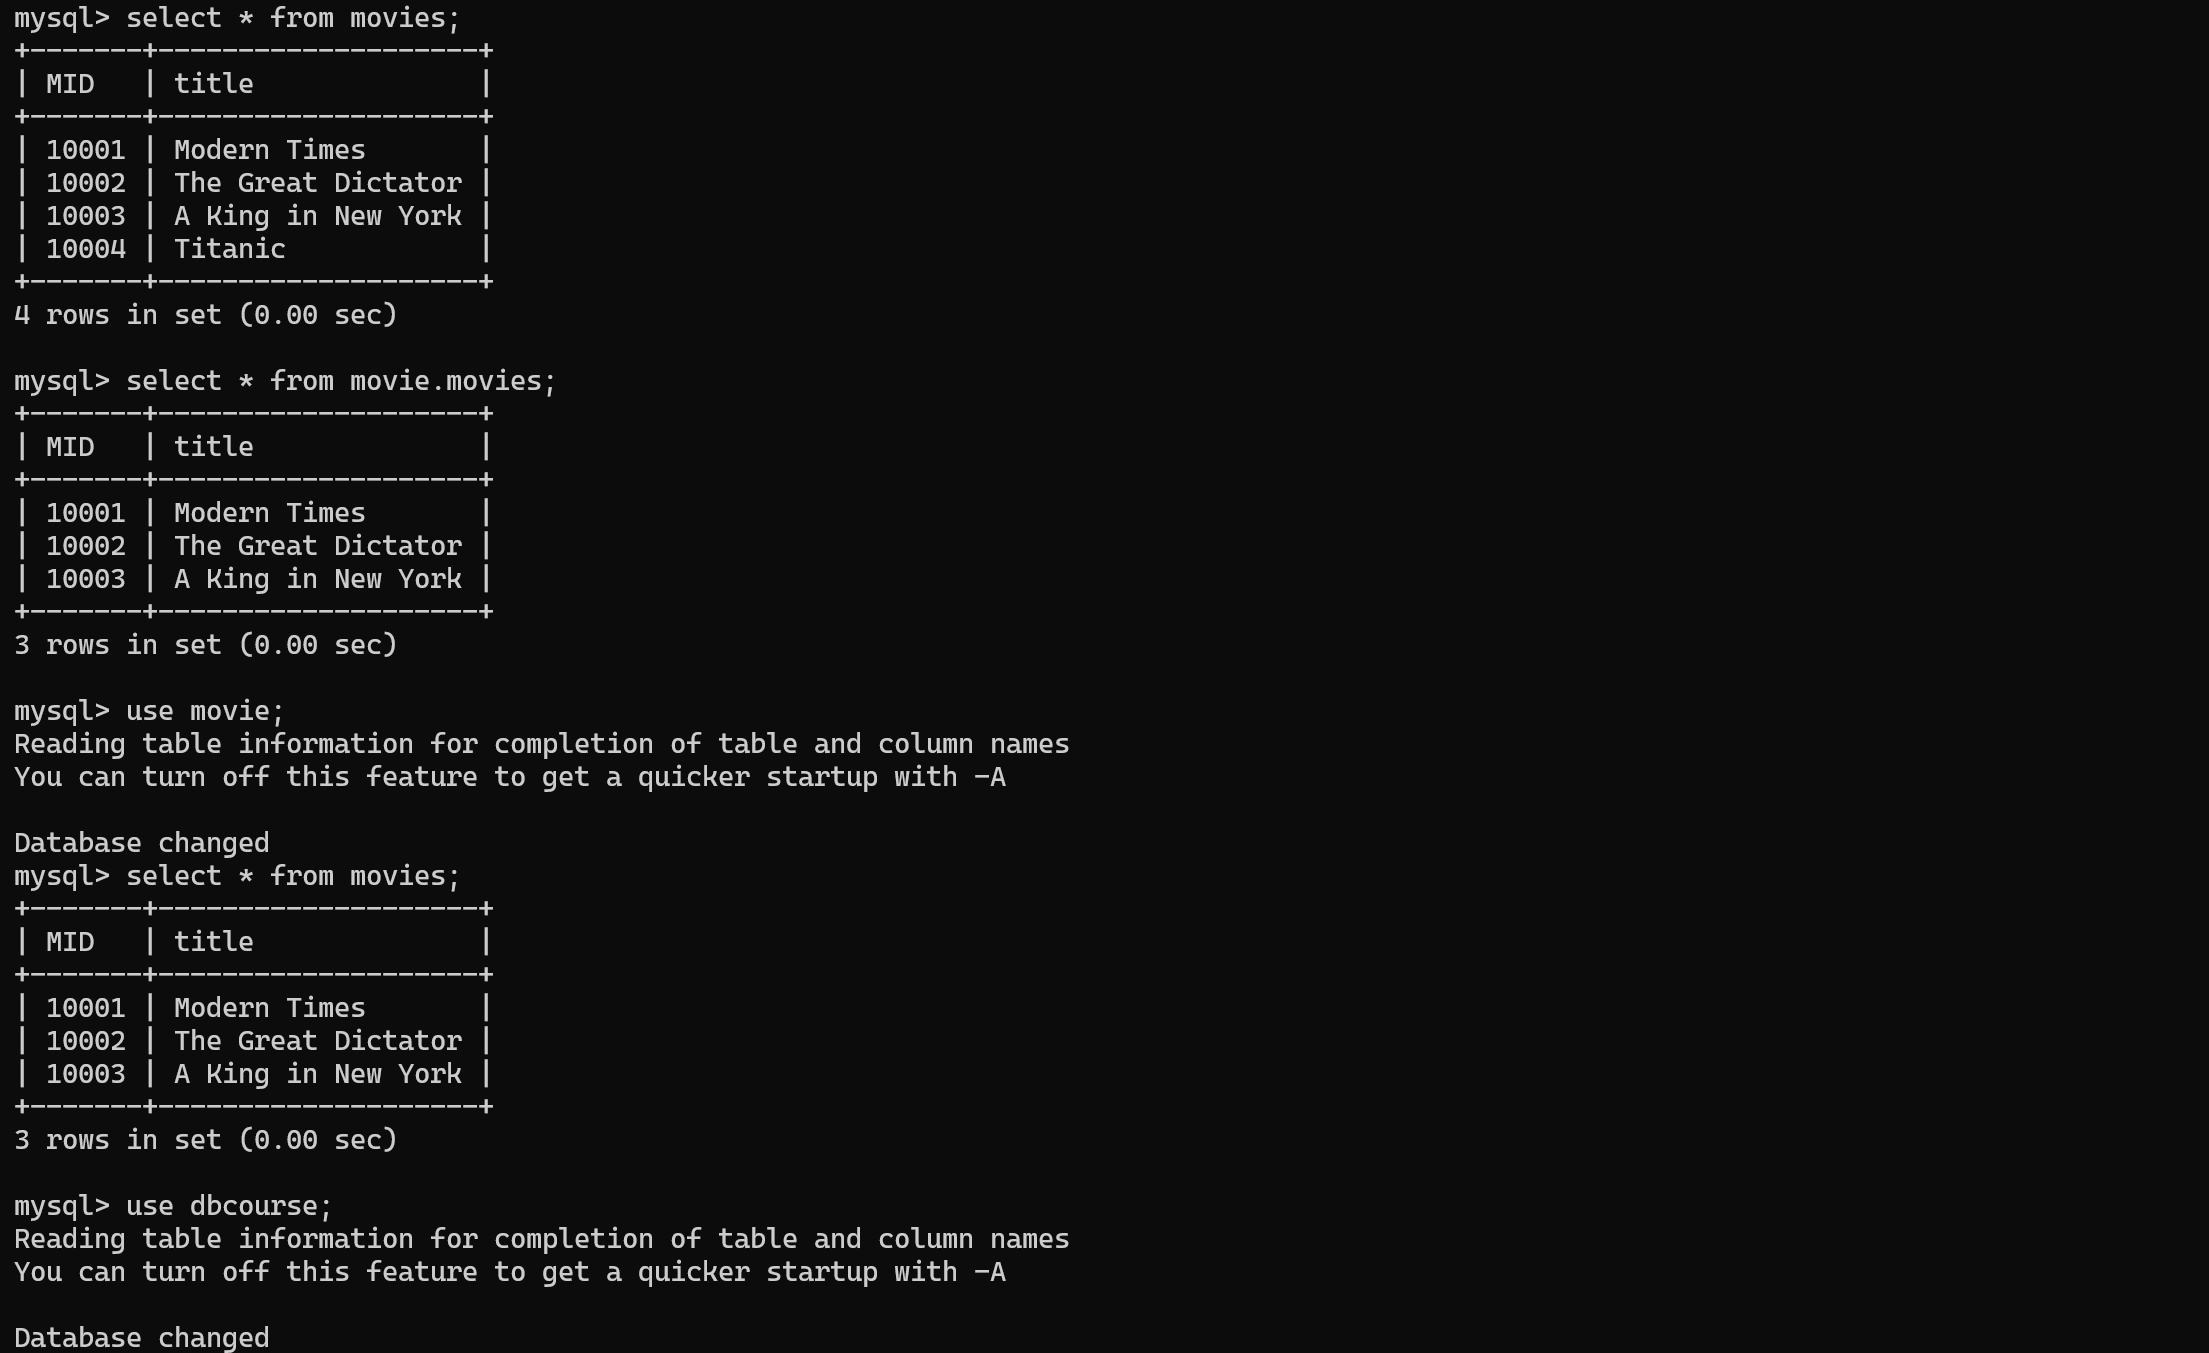 mysql> select * from movies;
+-------+--------------------+
| MID   | title              |
+-------+--------------------+
| 10001 | Modern Times       |
| 10002 | The Great Dictator |
| 10003 | A King in New York |
| 10004 | Titanic            |
+-------+--------------------+
4 rows in set (0.00 sec)

mysql> select * from movie.movies;
+-------+--------------------+
| MID   | title              |
+-------+--------------------+
| 10001 | Modern Times       |
| 10002 | The Great Dictator |
| 10003 | A King in New York |
+-------+--------------------+
3 rows in set (0.00 sec)

mysql> use movie;
Reading table information for completion of table and column names
You can turn off this feature to get a quicker startup with -A

Database changed
mysql> select * from movies;
+-------+--------------------+
| MID   | title              |
+-------+--------------------+
| 10001 | Modern Times       |
| 10002 | The Great Dictator |
| 10003 | A King in New York |
+-------+--------------------+
3 rows in set (0.00 sec)

mysql> use dbcourse;
Reading table information for completion of table and column names
You can turn off this feature to get a quicker startup with -A

Database changed